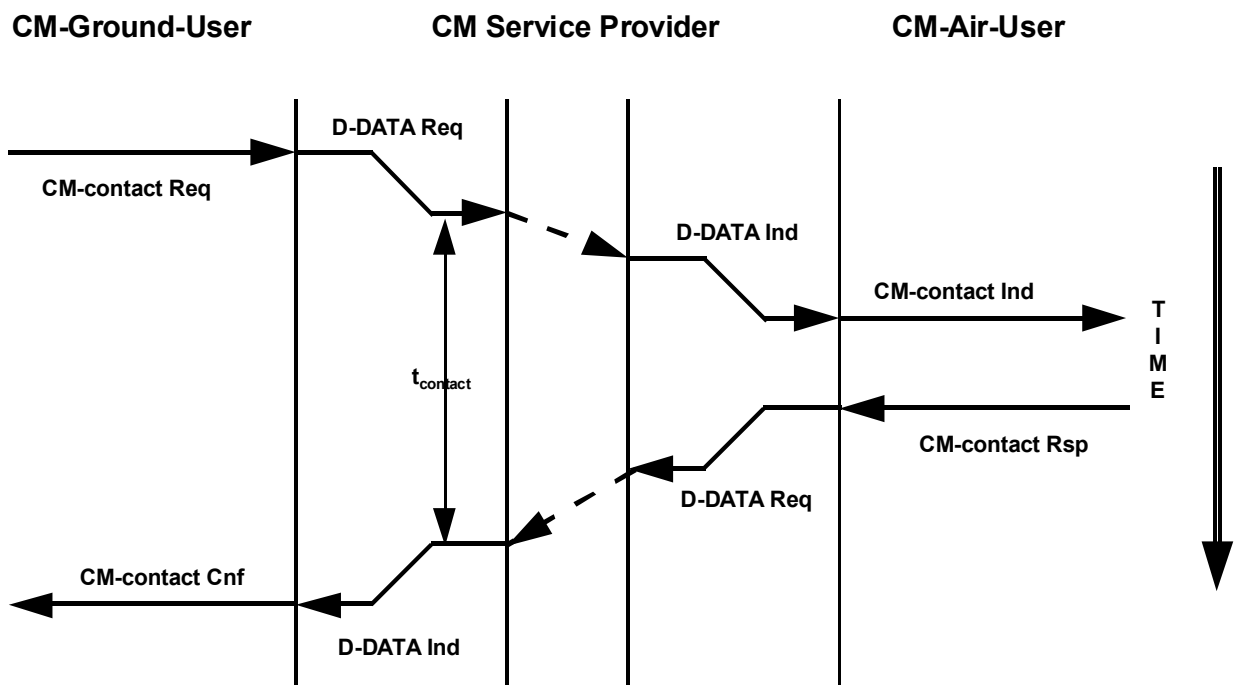 CM-Ground-User
CM Service Provider
CM-Air-User
D-DATA Req
CM-contact Req
D-DATA Ind
CM-contact Ind
T
I
M
E
tcontact
CM-contact Rsp
D-DATA Req
CM-contact Cnf
D-DATA Ind